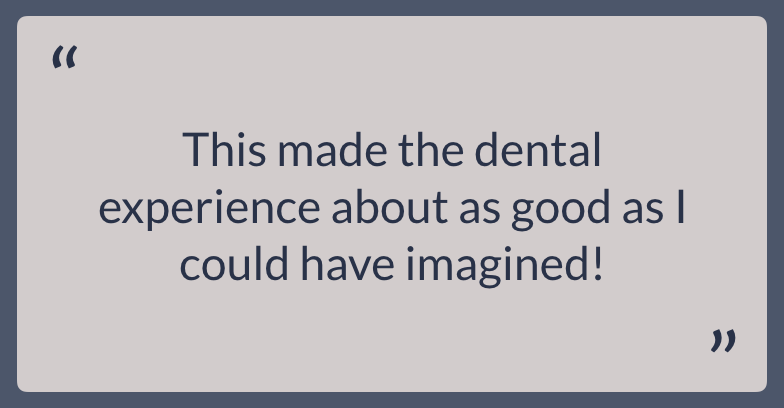 “
This made the dental
experience about as good as I
could have imagined!
”